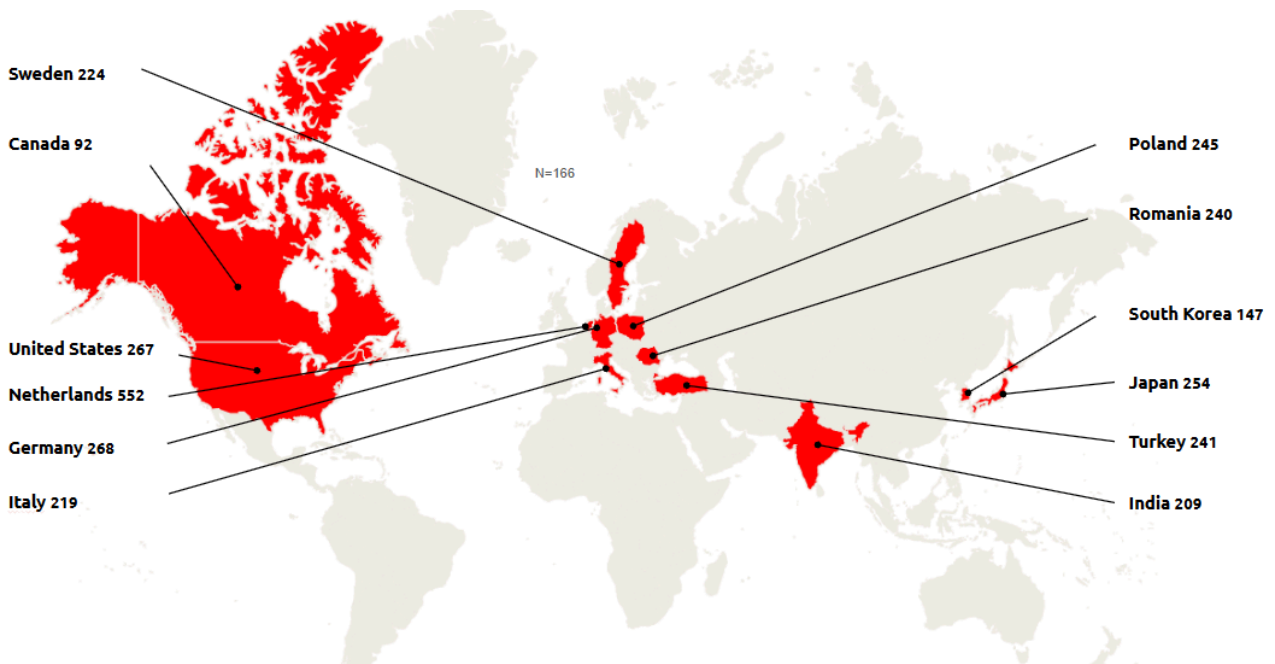 Sweden 224
Canada 92
N=166
Poland 245
Romania 240
United States 267
Netherlands 552
Germany 268
Italy 219
South Korea 147
Japan 254
Turkey 241
India 209